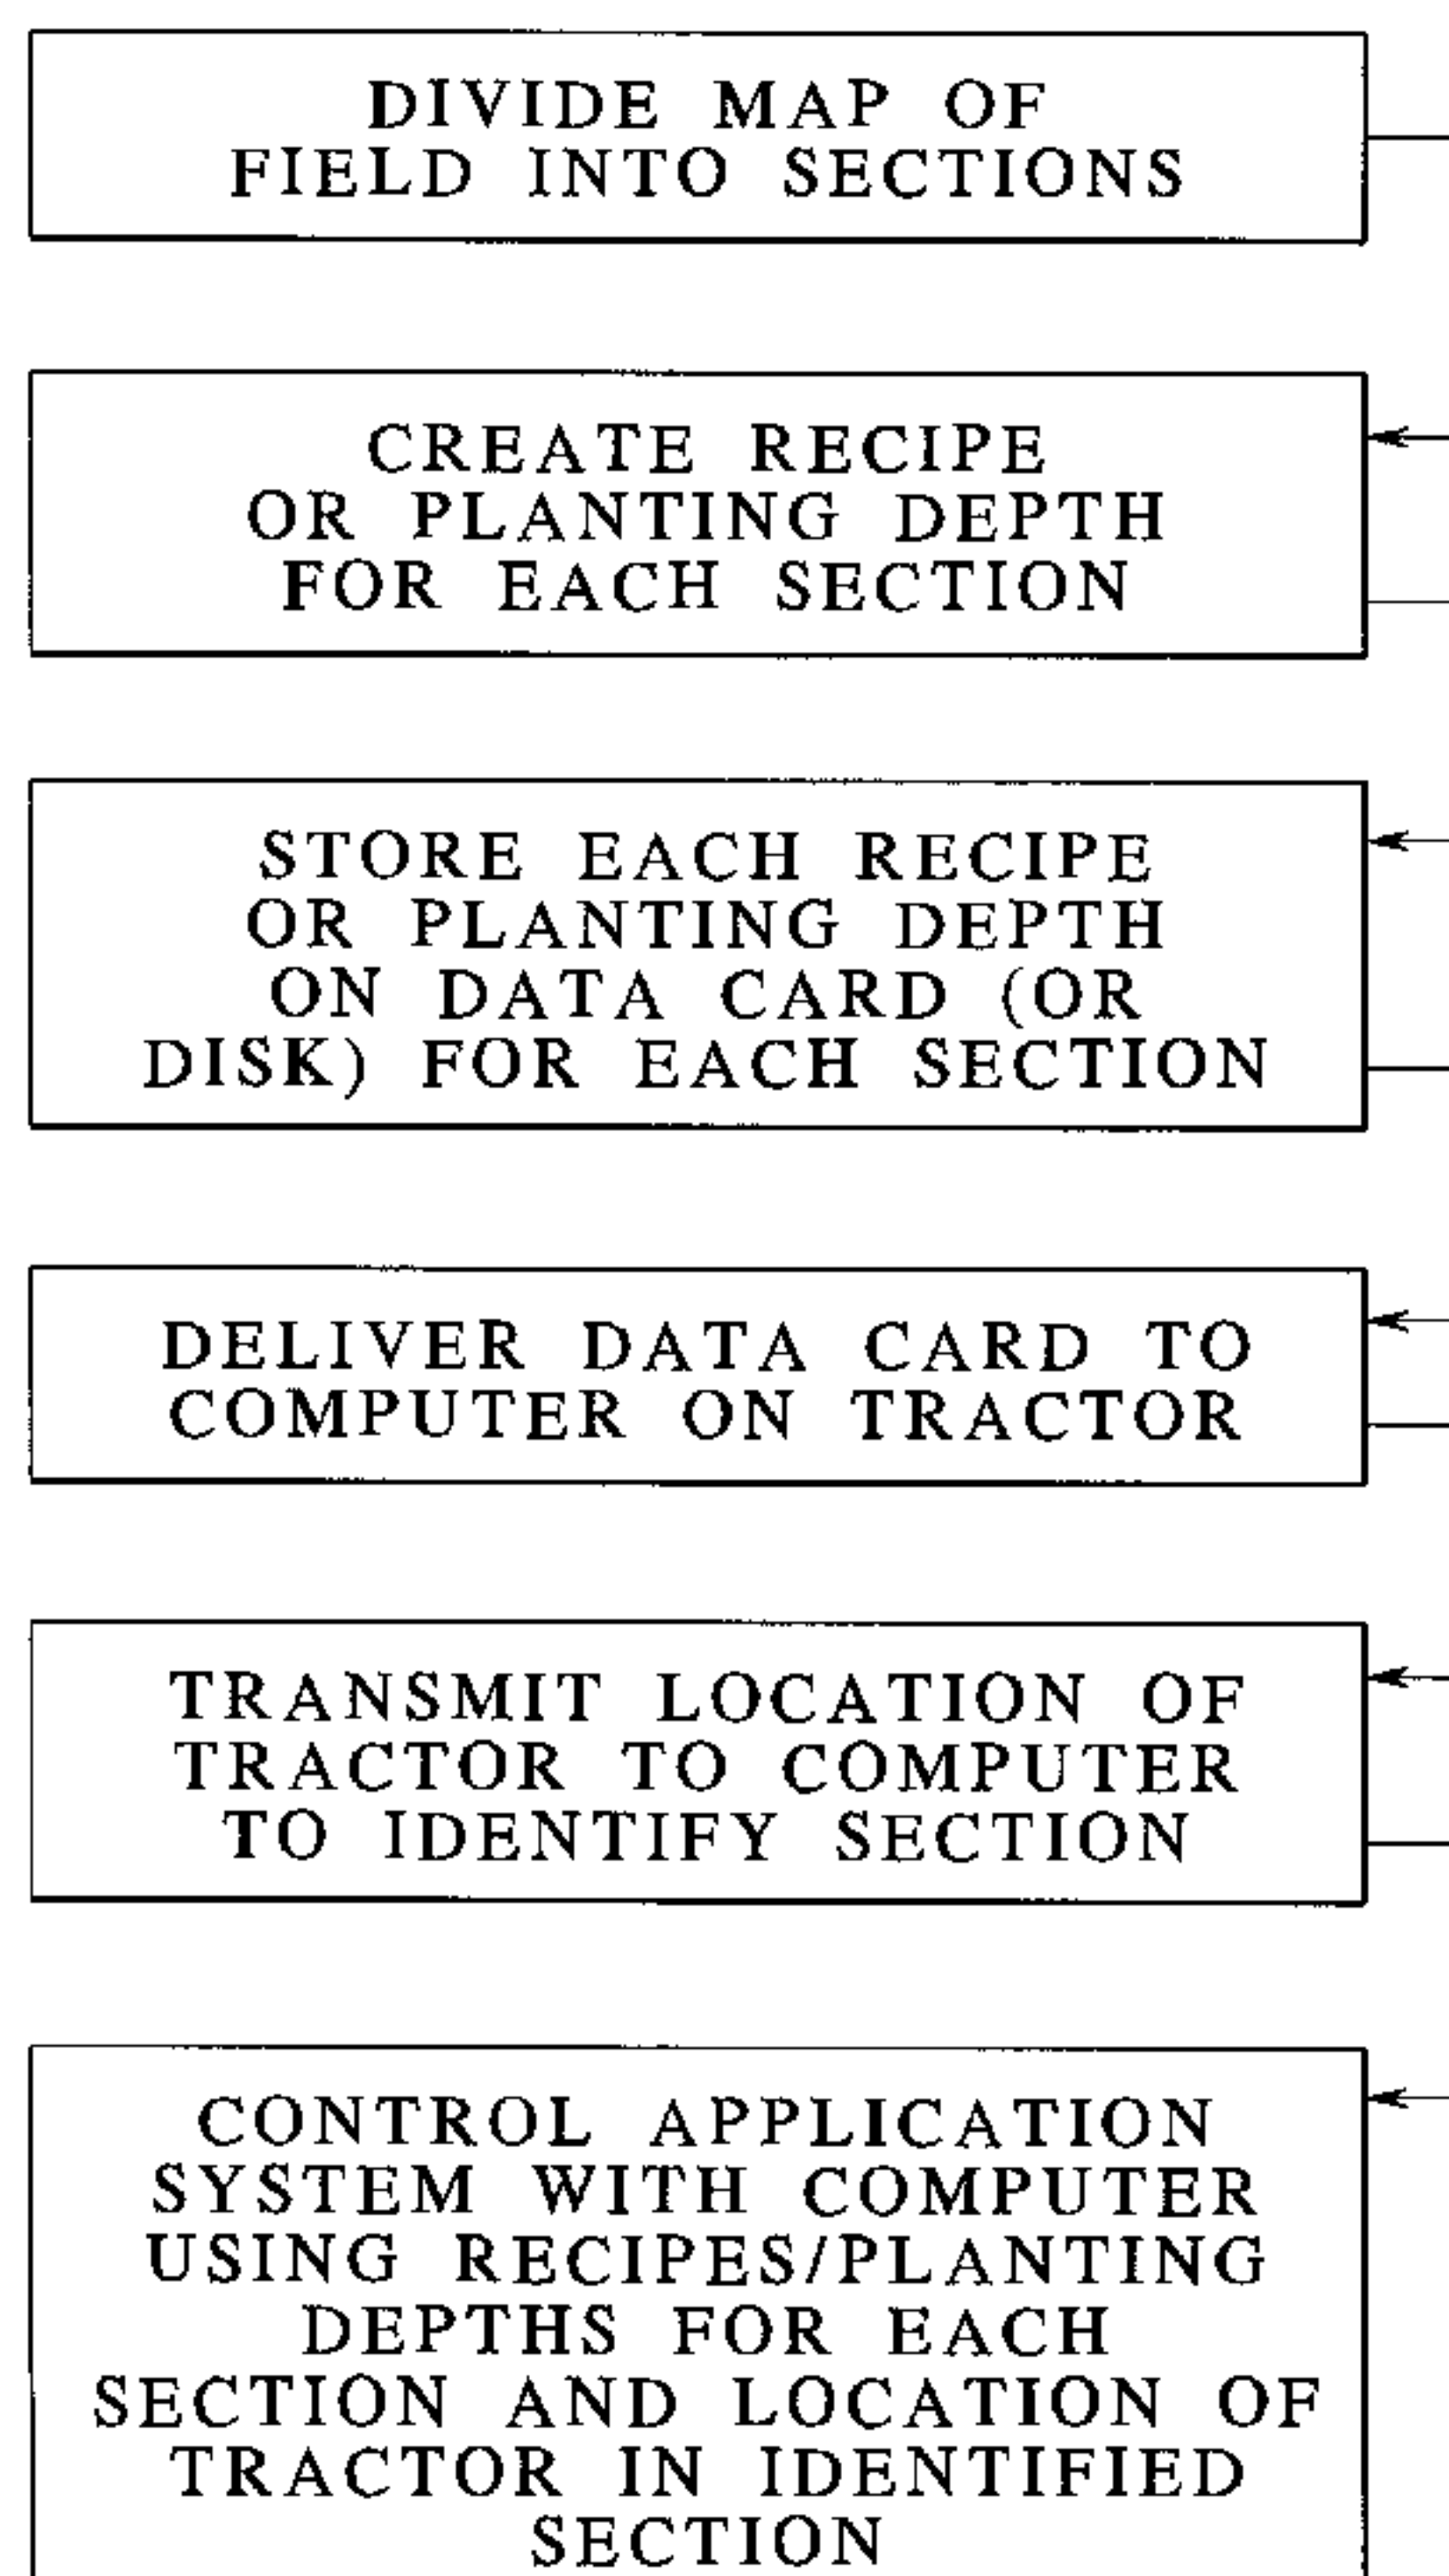 DIVIDE MAP OF
FIELD INTO SECTIONS
CREATE RECIPE
OR PLANTING DEPTH
FOR EACH SECTION
STORE EACH RECIPE
OR PLANTING DEPTH
ON DATA CARD (OR
DISK) FOR EACH SECTION
DELIVER DATA CARD TO
COMPUTER ON TRACTOR
TRANSMIT LOCATION OF
TRACTOR TO COMPUTER
TO IDENTIFY SECTION
CONTROL APPLICATION
SYSTEM WITH COMPUTER
USING RECIPES/PLANTING
DEPTHS FOR EACH
SECTION AND LOCATION OF
TRACTOR IN IDENTIFIED
SECTION